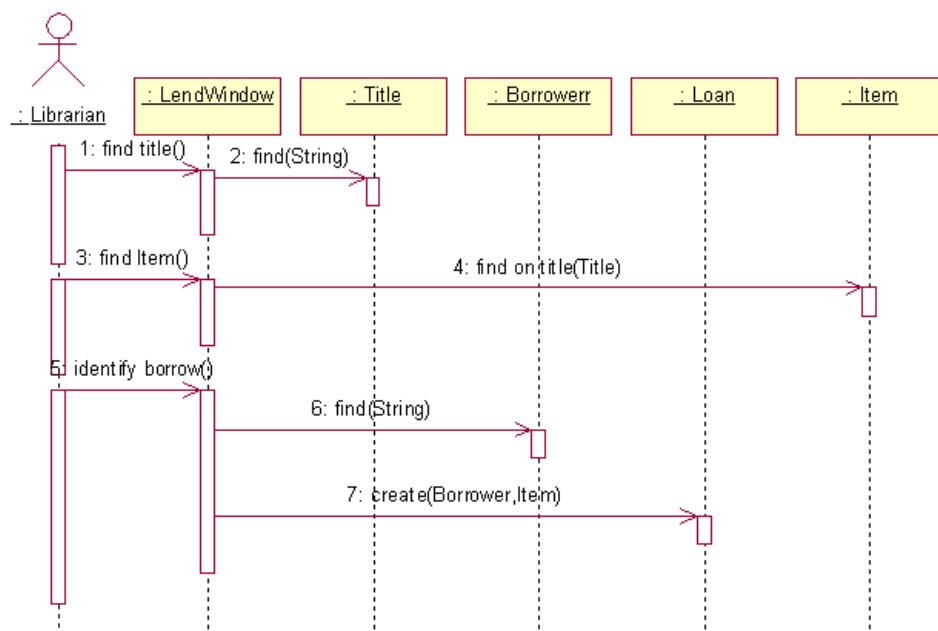 : Librarian
: LendWindow
: Title
: Borrowerr
: Loan
: Item
1: find title()
2: find(String)
3: find Item()
4: find on title(Title)
5: identify borrow()
6: find(String)
7: create(Borrower,Item)